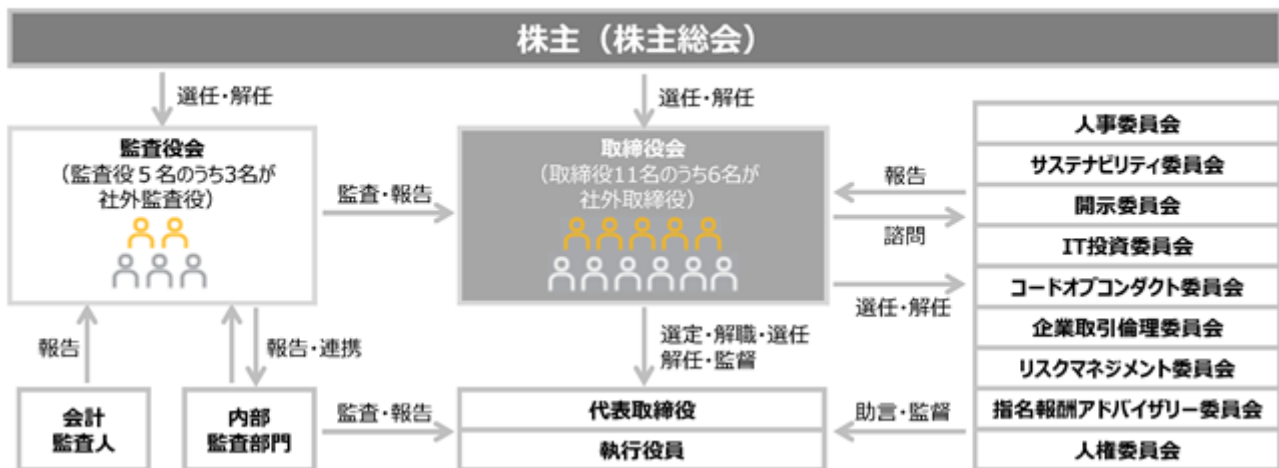 株主（株主総会）
選任・解任
選任・解任
監査役会
（監査役５名のうち3名が
社外監査役）
監査・報告
取締役会
（取締役11名のうち6名が
社外取締役）
報告
諮問
選任・解任
人事委員会
サステナビリティ委員会
開示委員会
IT投資委員会
コードオブコンダクト委員会
企業取引倫理委員会
リスクマネジメント委員会
指名報酬アドバイザリー委員会
人権委員会
報告
報告・連携
選定・解職・選任
解任・監督
会計
監査人
内部
監査部門
監査・報告
代表取締役
執行役員
助言・監督